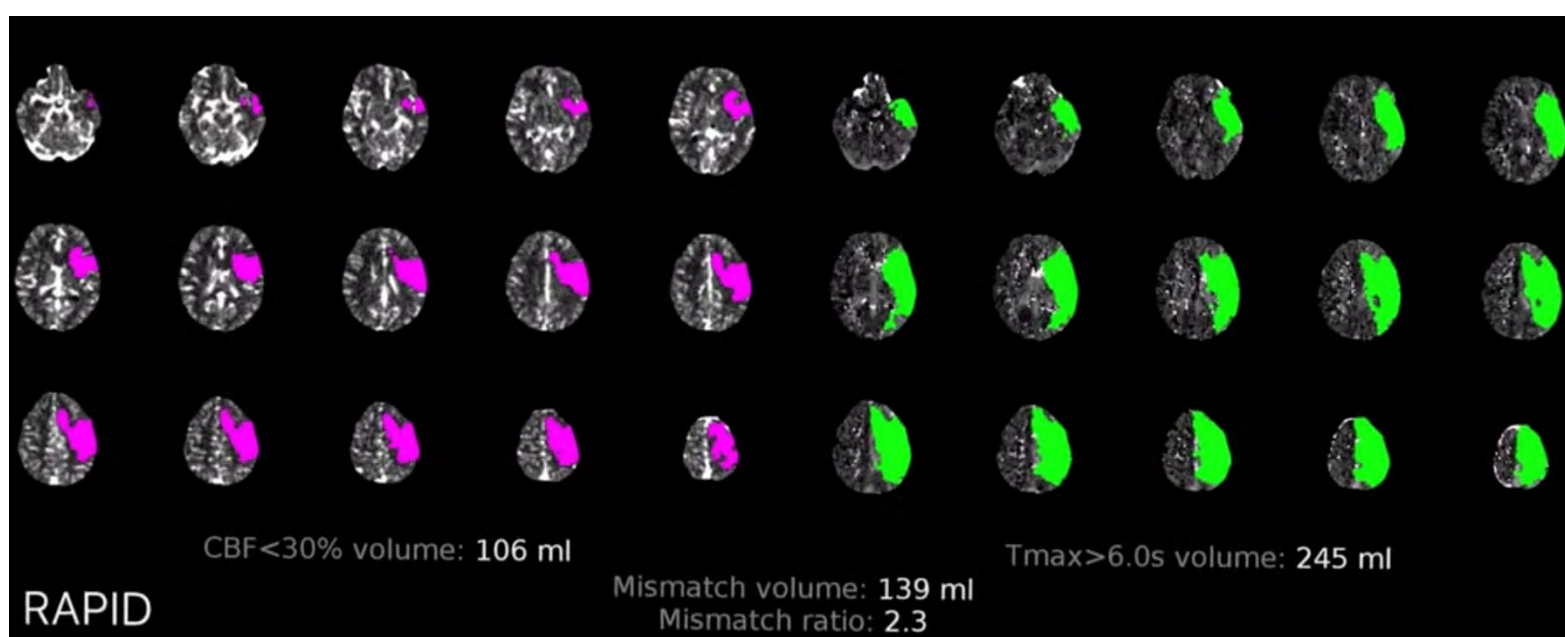 CBF<30% volume: 106 ml
Tmax>6.0s volume: 245 ml
Mismatch volume: 139 ml
RAPID
Mismatch ratio: 2.3